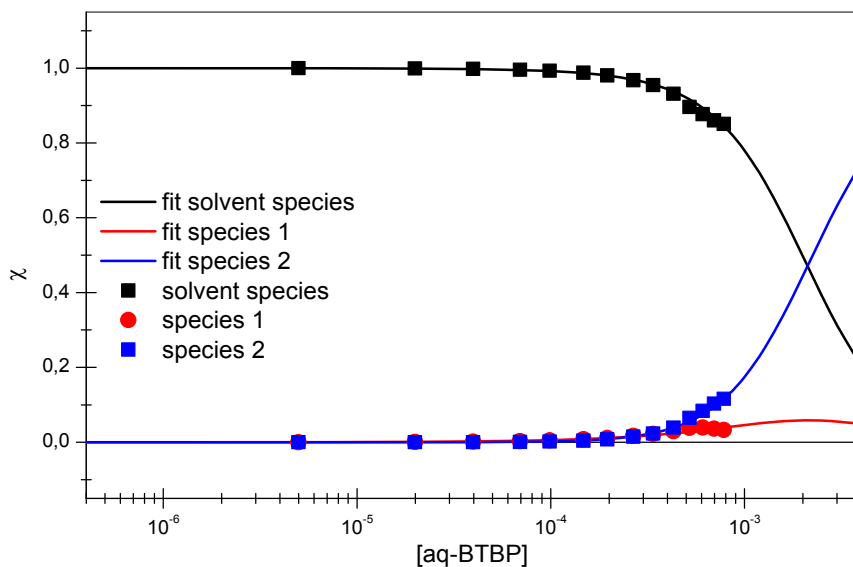 1,0
0,8
fit solvent species
0,6
fit species 1
fit species 2
χ
0,4
solvent species
species 1
0,2
species 2
0,0
10⁻⁶
10⁻⁵
10⁻⁴
10⁻³
[aq-BTBP]